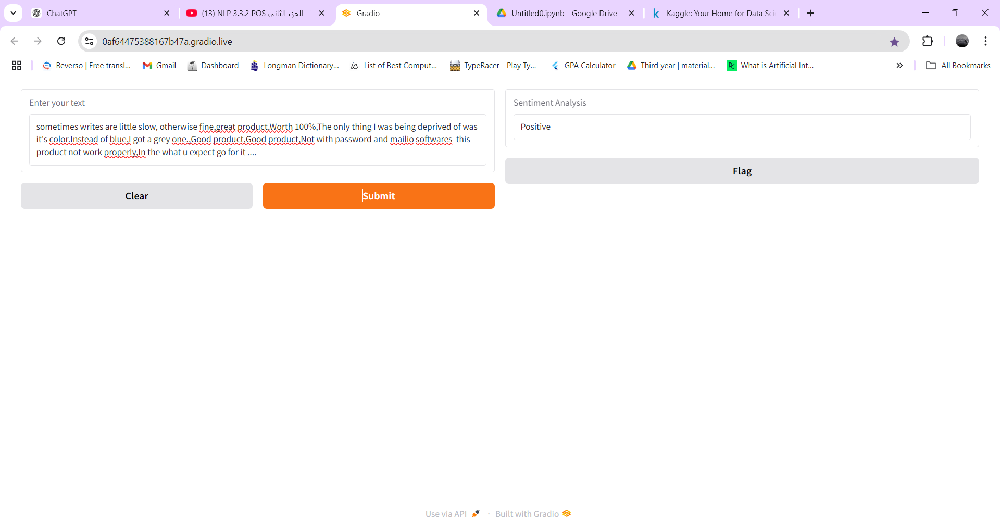 ChatGPT
(13) NLP 3.3.2 POS الجزء الثاني -
Gradio
Untitled0.ipynb - Google Drive
Kaggle: Your Home for Data Sci
0af64475388167b47a.gradio.live
Reverso | Free transl...
Gmail
Dashboard
Longman Dictionary...
List of Best Comput...
TypeRacer - Play Ty...
GPA Calculator
Third year | material...
What is Artificial Int...
All Bookmarks
Enter your text
sometimes writes are little slow, otherwise fine,great product,Worth 100%,The only thing I was being deprived of was
it's color.Instead of blue,I got a grey one.,Good product,Good product,Not with password and mailio softwares  this
product not work properly,In the what u expect go for it ....
Clear
Submit
Sentiment Analysis
Positive
Flag
Use via API · Built with Gradio